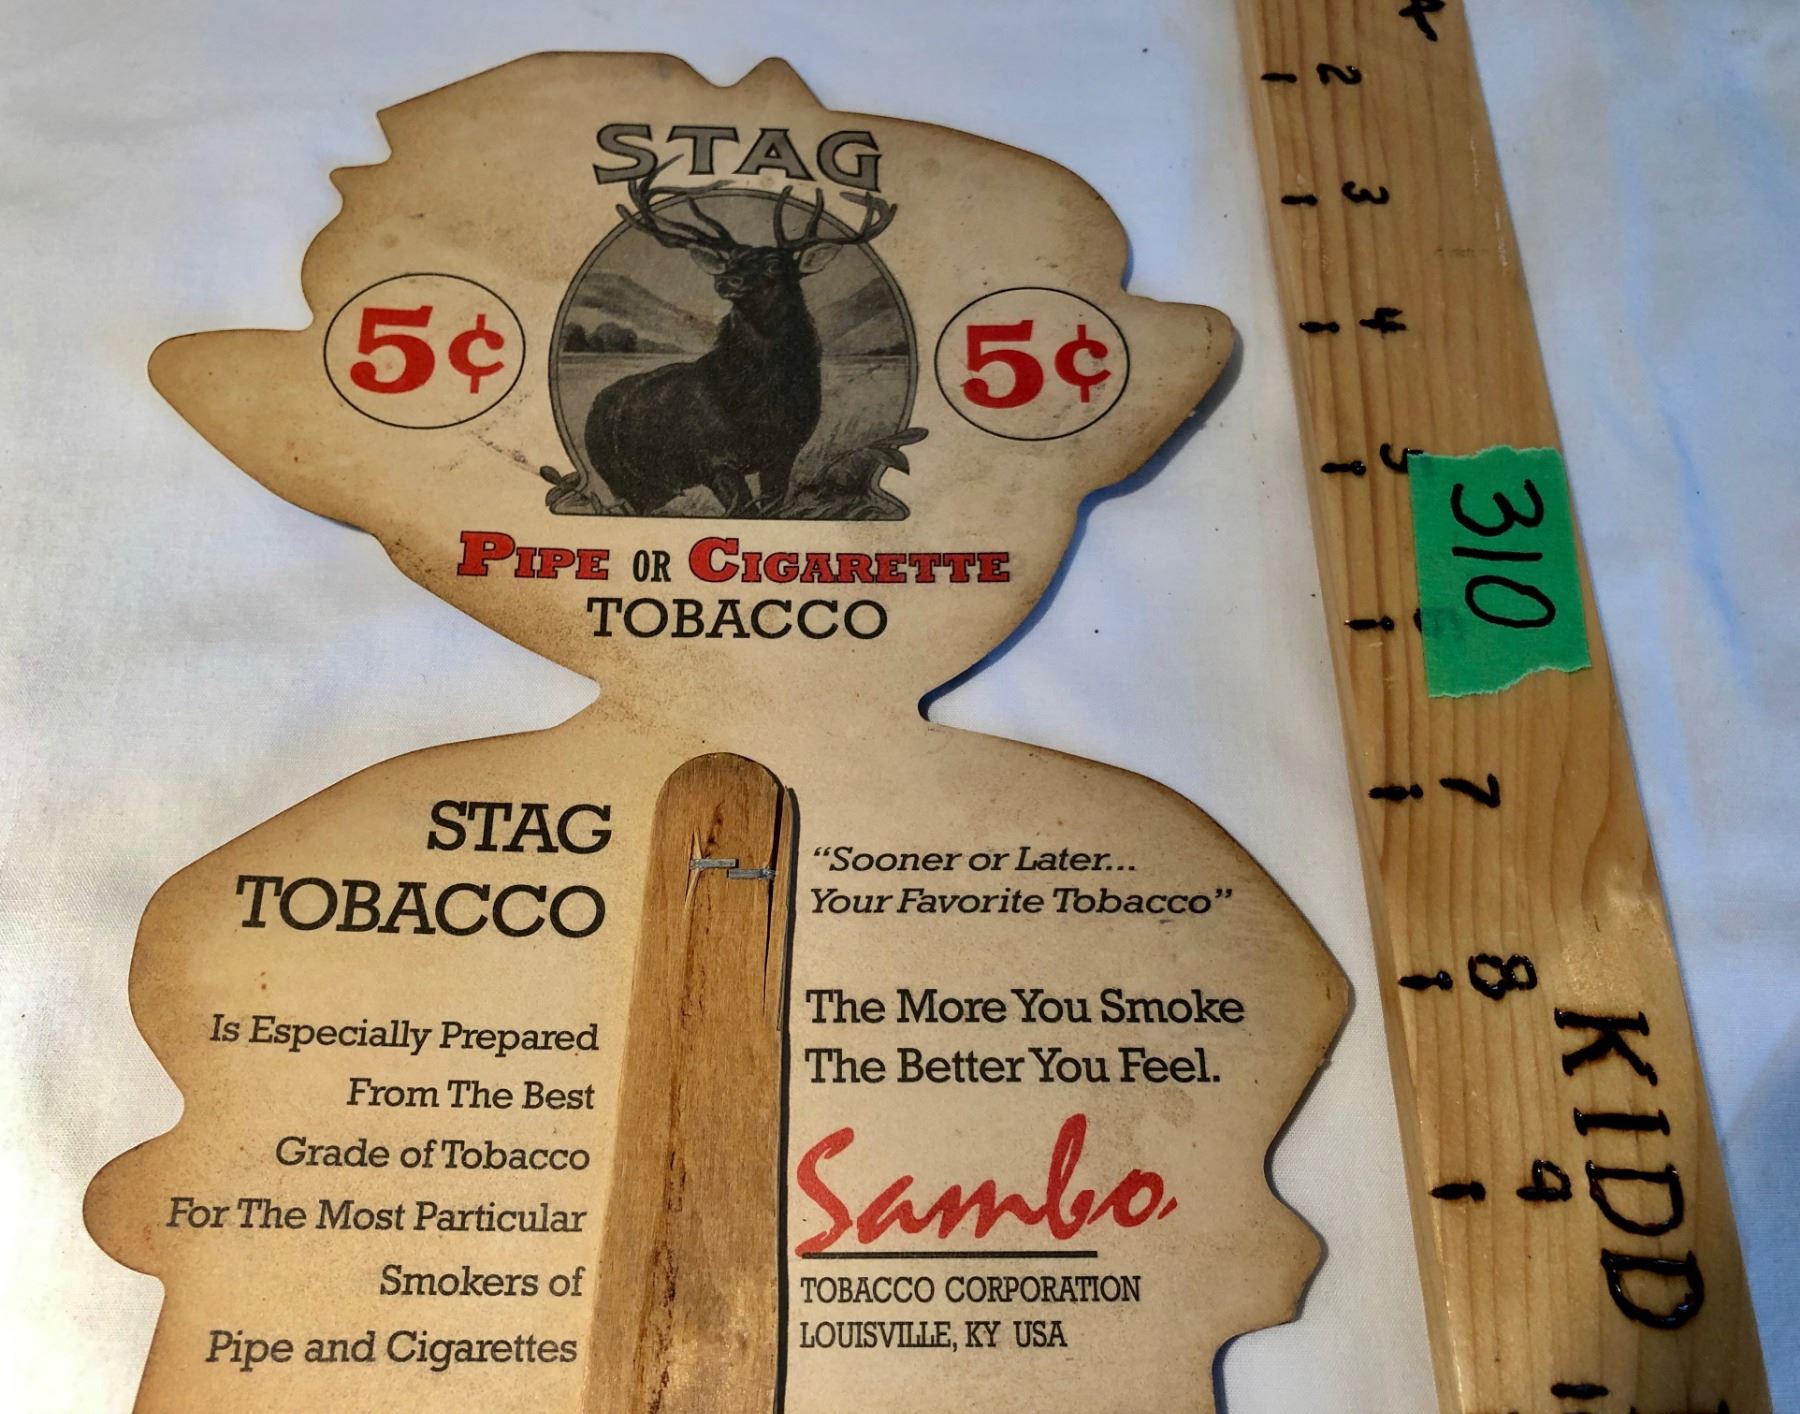 STAG
5¢
5¢
PIPE OR CIGARETTE
TOBACCO
STAG
TOBACCO
Is Especially Prepared
From The Best
Grade of Tobacco
For The Most Particular
Smokers of
Pipe and Cigarettes
"Sooner or Later...
Your Favorite Tobacco"
The More You Smoke
The Better You Feel.
Sambo
TOBACCO CORPORATION
LOUISVILLE, KY USA
2
3
4
5
310
7
8
9
KIDD